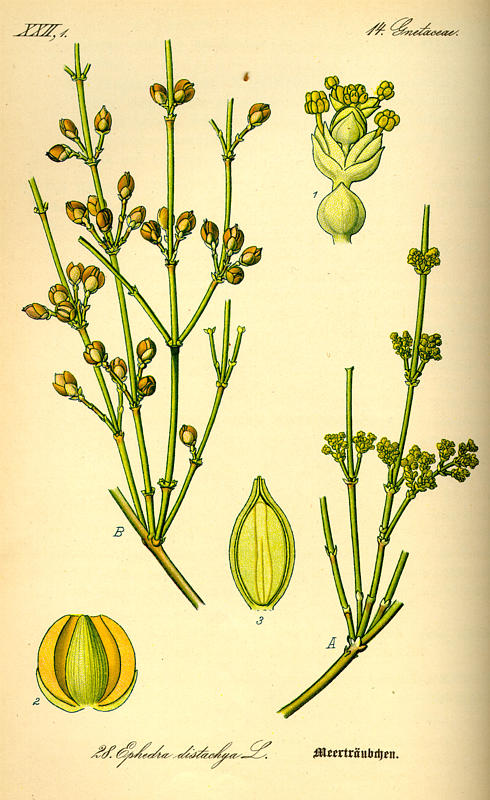 XXII, 1.
14. Gnetaceae.
1
B
3
A
2
28. Ephedra distachya L.
Meerträubchen.